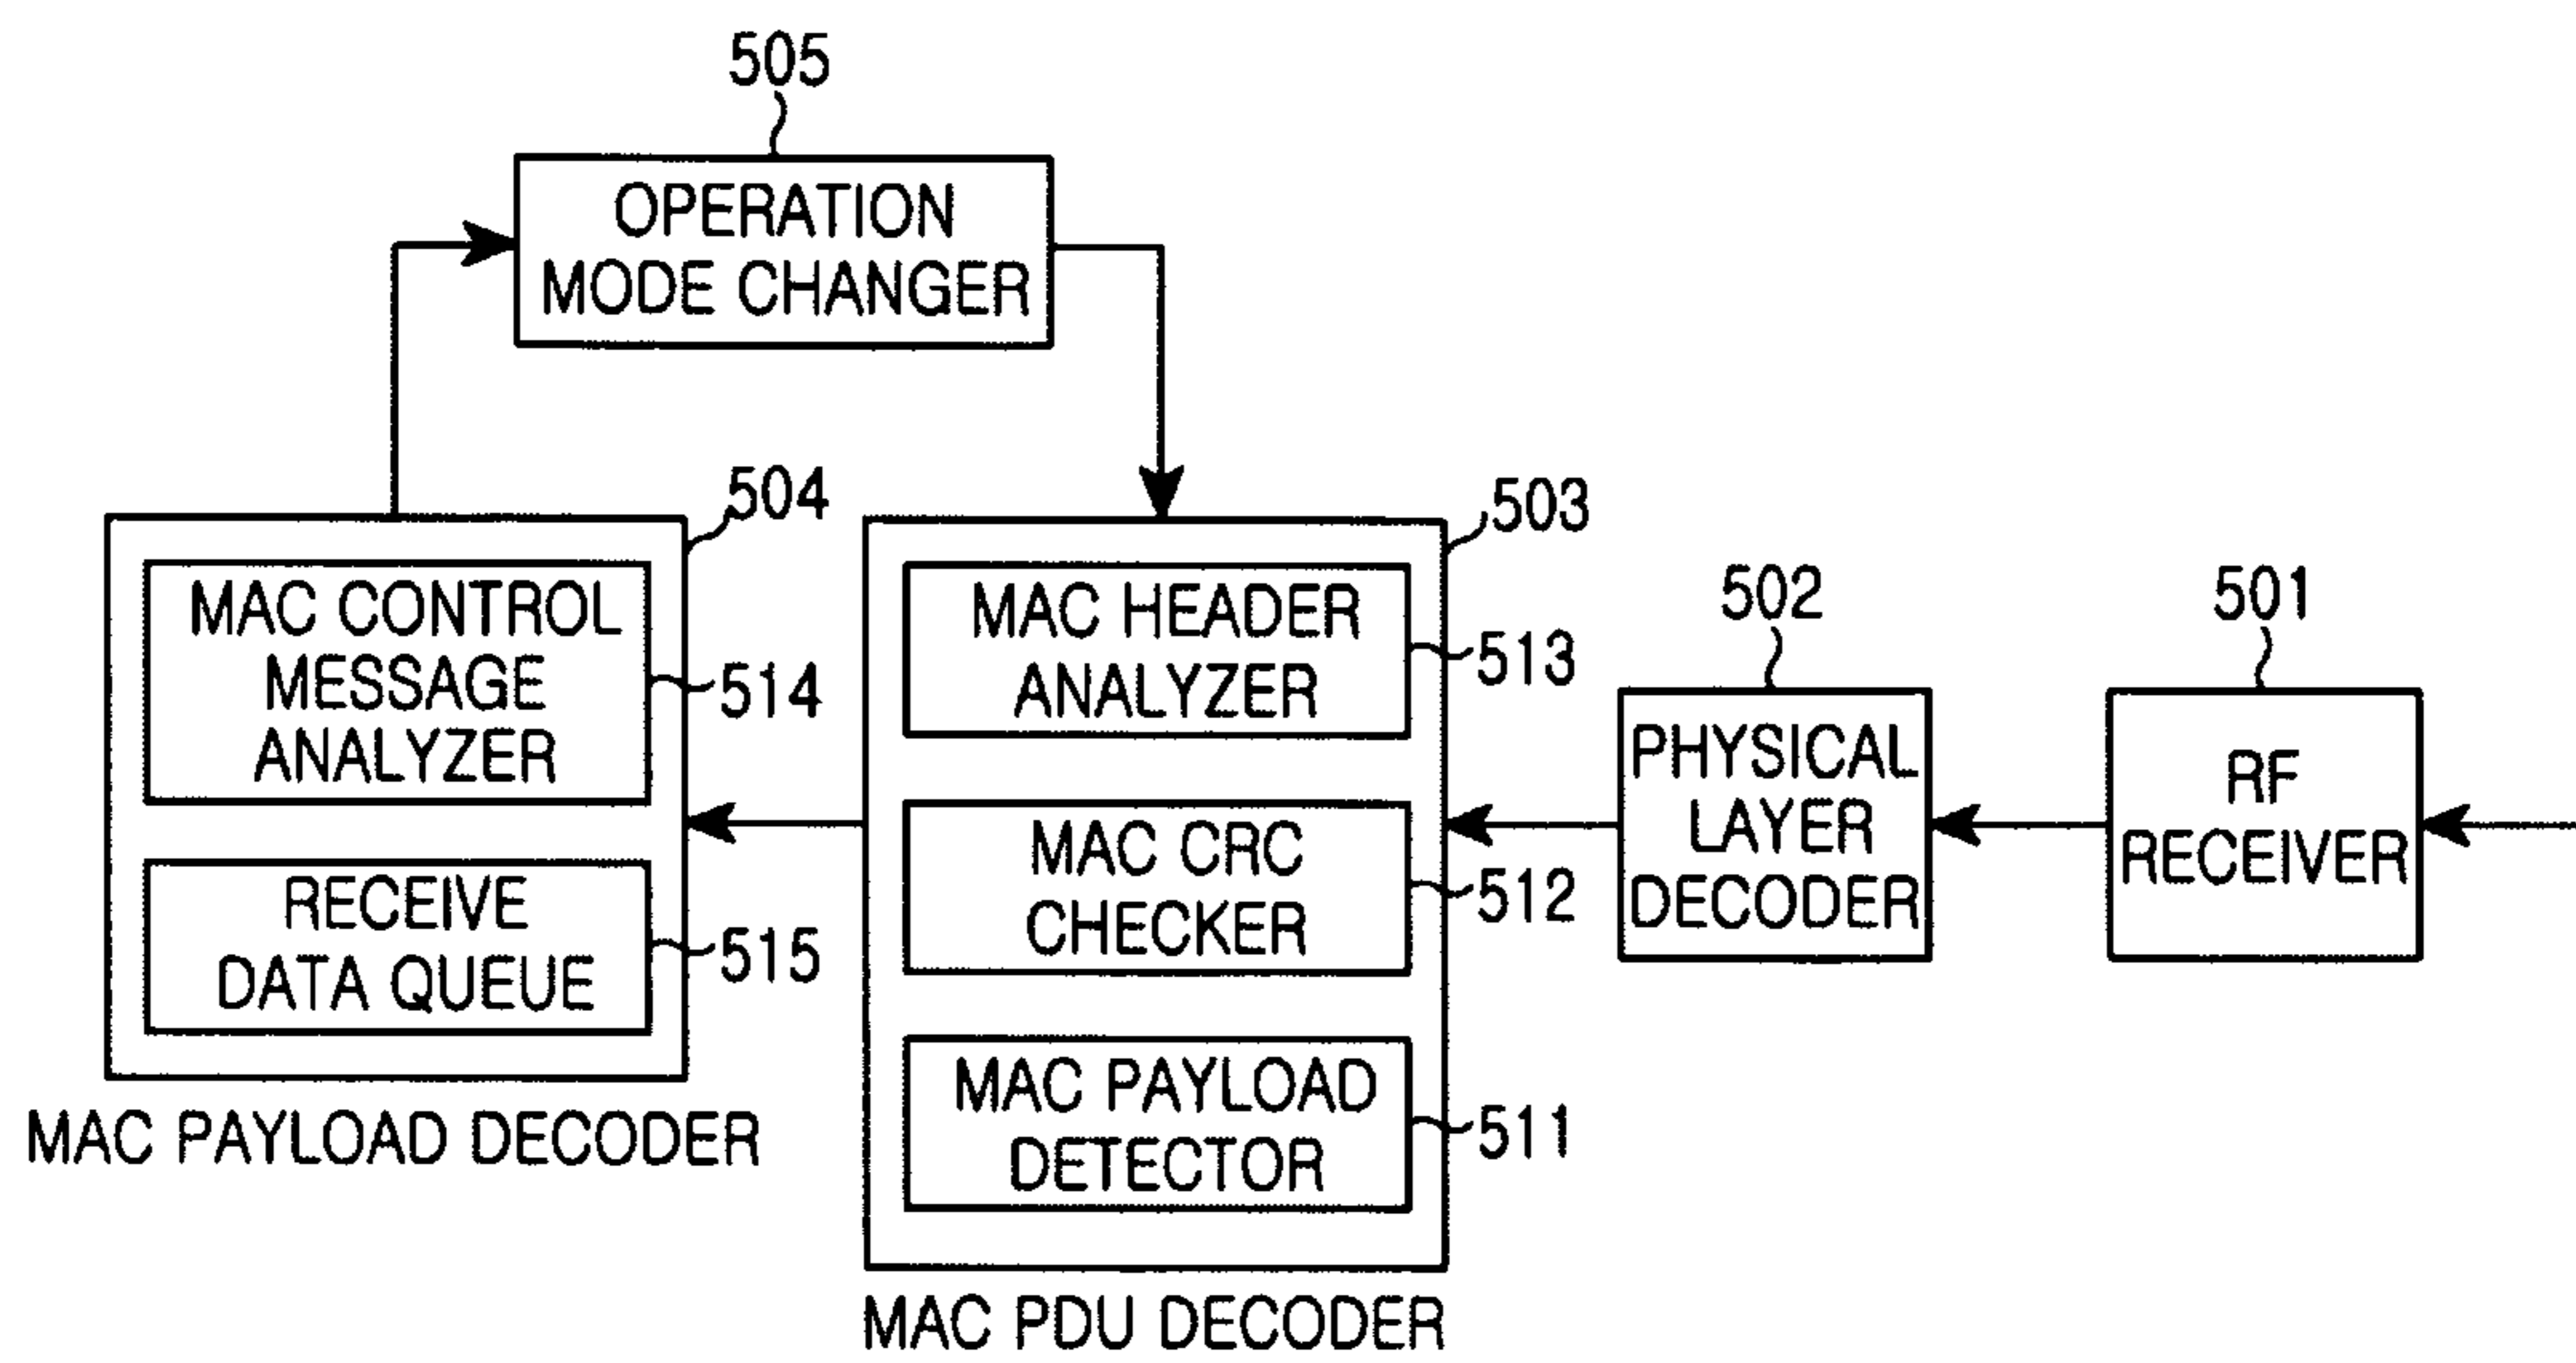 505
OPERATION
MODE CHANGER
504
MAC CONTROL
MESSAGE
ANALYZER
514
RECEIVE
DATA QUEUE
515
MAC PAYLOAD DECODER
503
MAC HEADER
ANALYZER
513
MAC CRC
CHECKER
512
MAC PAYLOAD
DETECTOR
511
MAC PDU DECODER
502
PHYSICAL
LAYER
DECODER
501
RF
RECEIVER